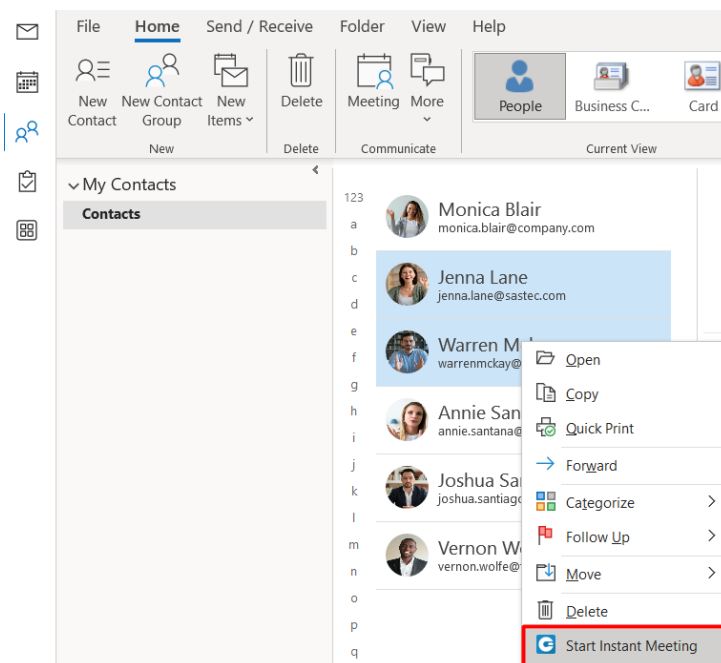 File Home Send / Receive Folder View Help
New Contact
New Contact Group
New Items
Delete
Meeting
More
People
Business C...
Card
New
Delete
Communicate
Current View
My Contacts
Contacts
123
a
b
c
d
e
f
g
h
i
j
k
l
m
n
o
p
q
Monica Blair
monica.blair@company.com
Jenna Lane
jenna.lane@sastec.com
Warren
warrenmckay@
Annie San
annie.santana@
Joshua Sa
joshua.santiago
Vernon W
vernon.wolfe@
Open
Copy
Quick Print
Forward
Categorize
Follow Up
Move
Delete
Start Instant Meeting